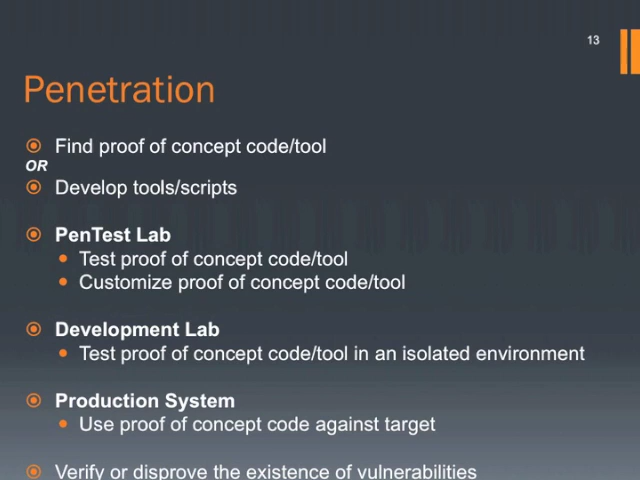 13
Penetration
Find proof of concept code/tool
OR
Develop tools/scripts
PenTest Lab
Test proof of concept code/tool
Customize proof of concept code/tool
Development Lab
Test proof of concept code/tool in an isolated environment
Production System
Use proof of concept code against target
Verify or disprove the existence of vulnerabilities